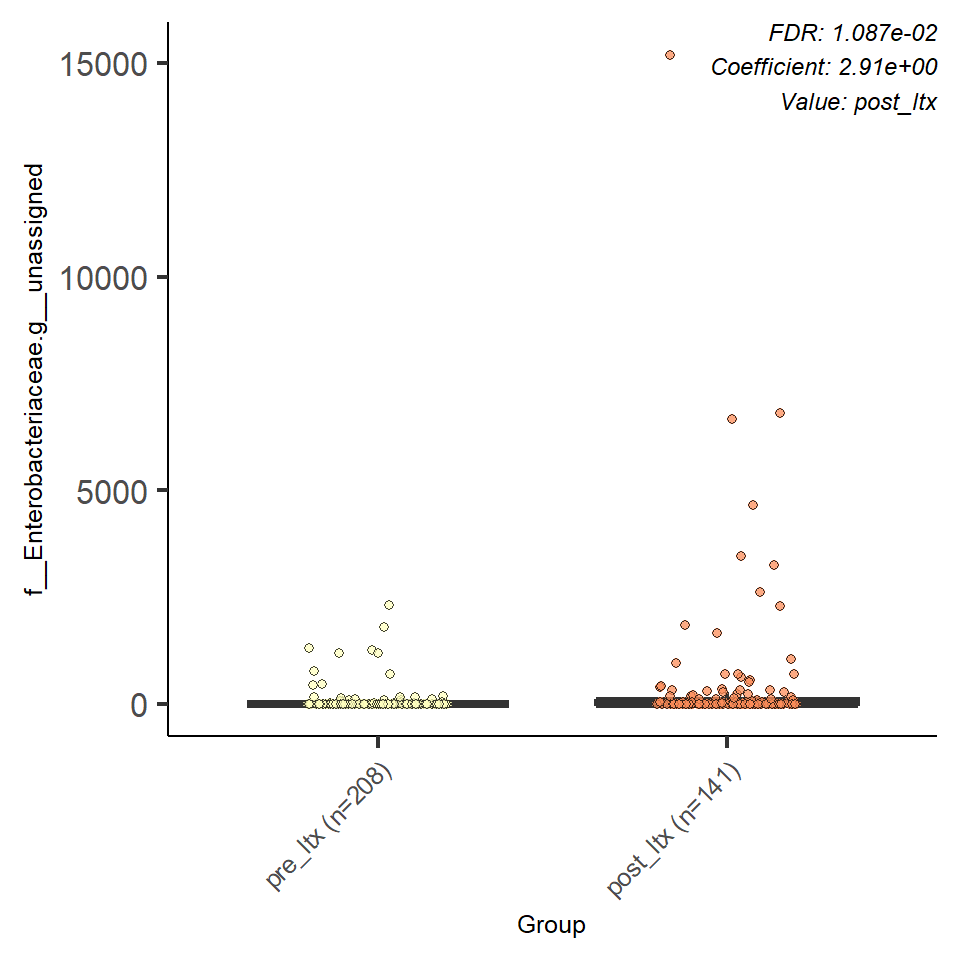 FDR: 1.087e-02
Coefficient: 2.91e+00
Value: post_ltx
15000
10000
5000
0
f__Enterobacteriaceae.g__unassigned
pre_ltx (n=208)
post_ltx (n=141)
Group